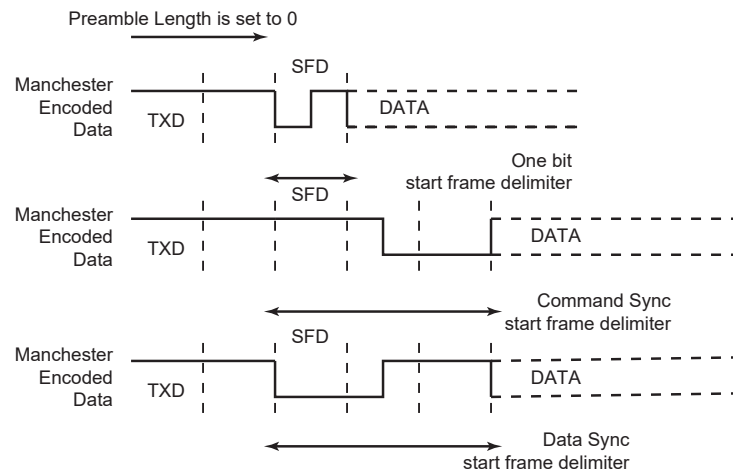 Preamble Length is set to 0
SFD
Manchester
Encoded
Data
TXD
DATA
One bit
start frame delimiter
SFD
Manchester
Encoded
Data
TXD
DATA
Command Sync
start frame delimiter
SFD
Manchester
Encoded
Data
TXD
DATA
Data Sync
start frame delimiter